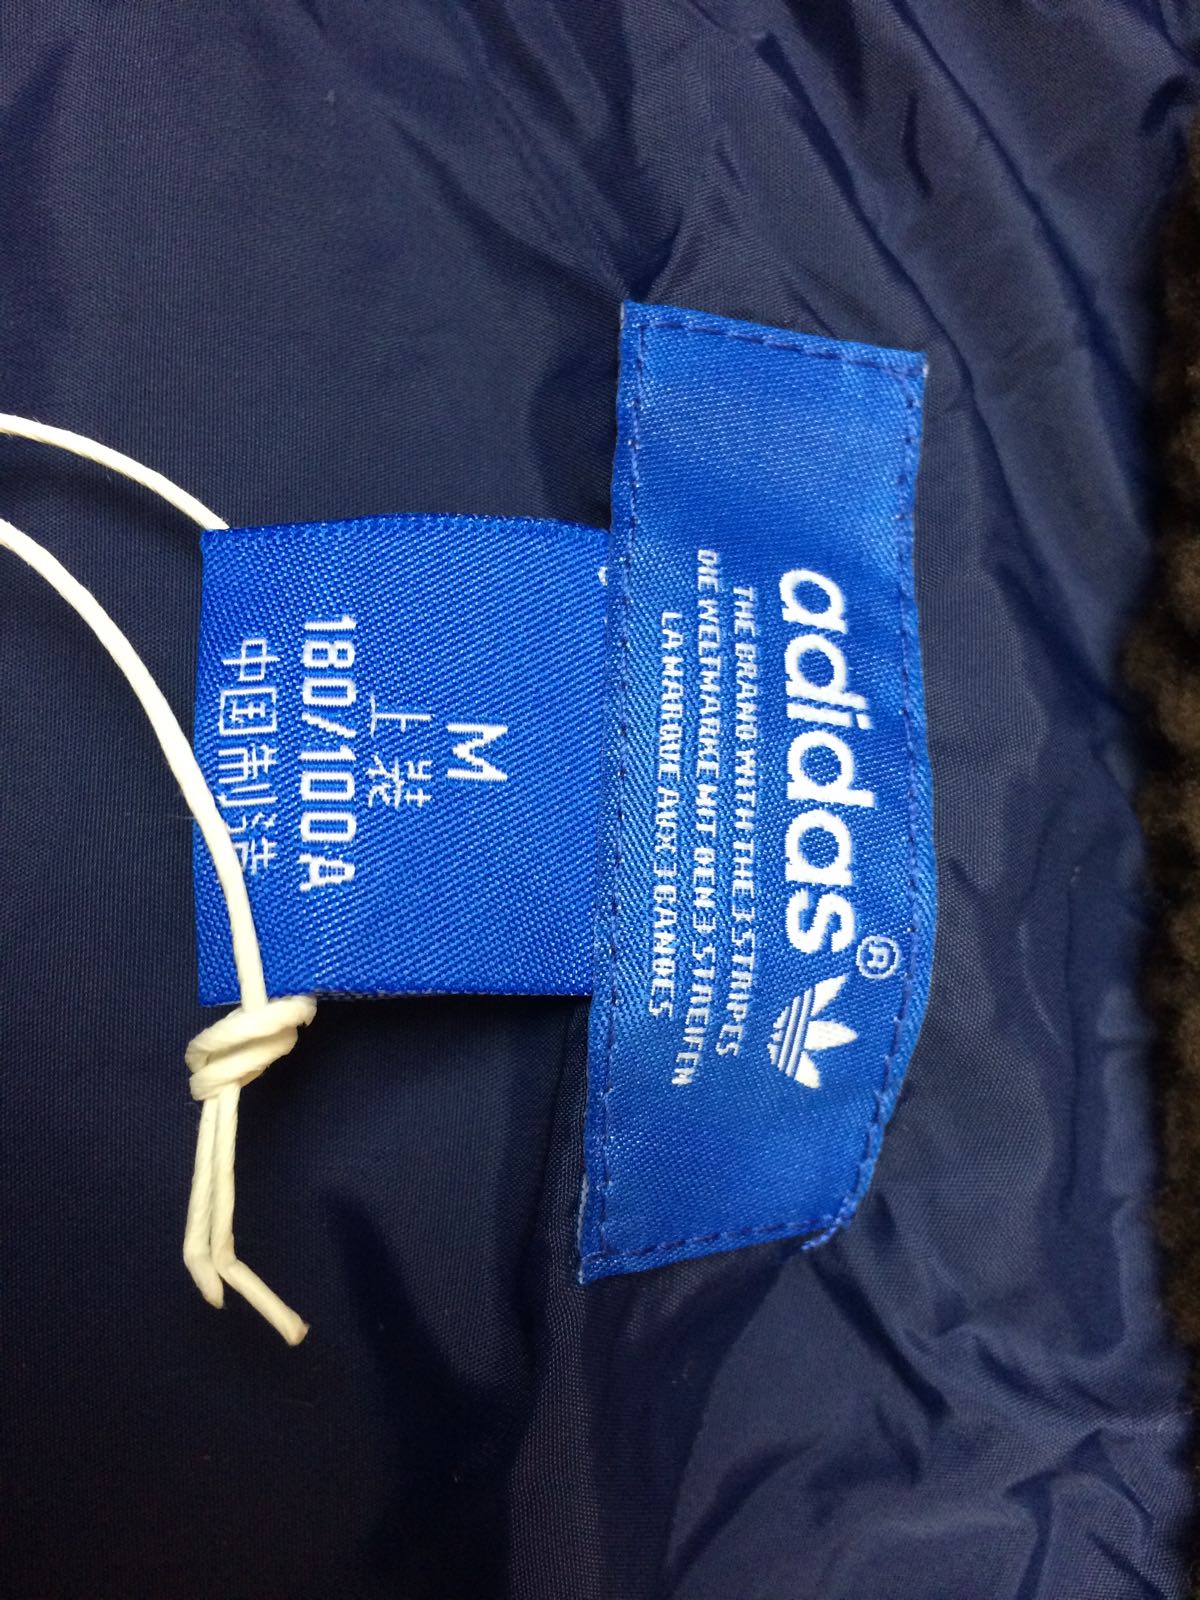 adidas®
THE BRAND WITH THE 3 STRIPES
DIE WELTMARKE MIT DEN 3 STREIFEN
LA MARQUE AUX 3 BANDES
M
上装
180/100A
中国制造